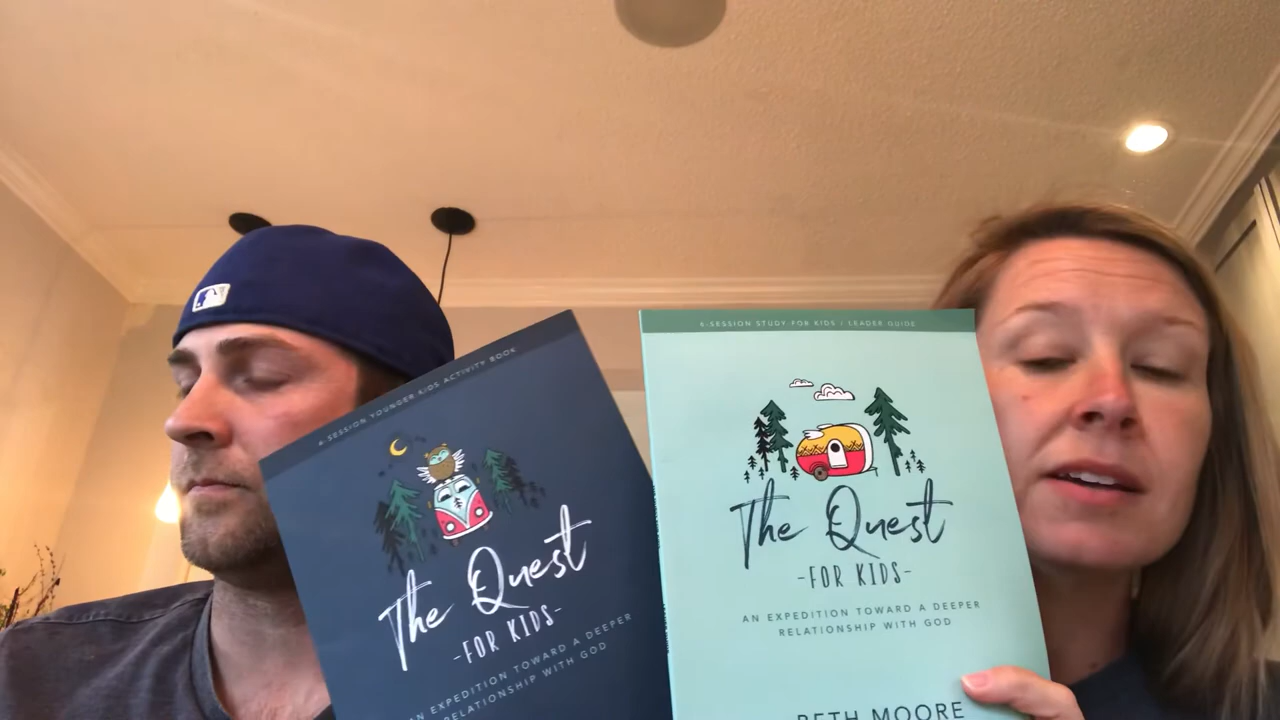 6-SESSION YOUNGER KIDS ACTIVITY BOOK
The Quest
-FOR KIDS-
AN EXPEDITION TOWARD A DEEPER
RELATIONSHIP WITH GOD
6-SESSION STUDY FOR KIDS / LEADER GUIDE
The Quest
-FOR KIDS-
AN EXPEDITION TOWARD A DEEPER
RELATIONSHIP WITH GOD
BETH MOORE